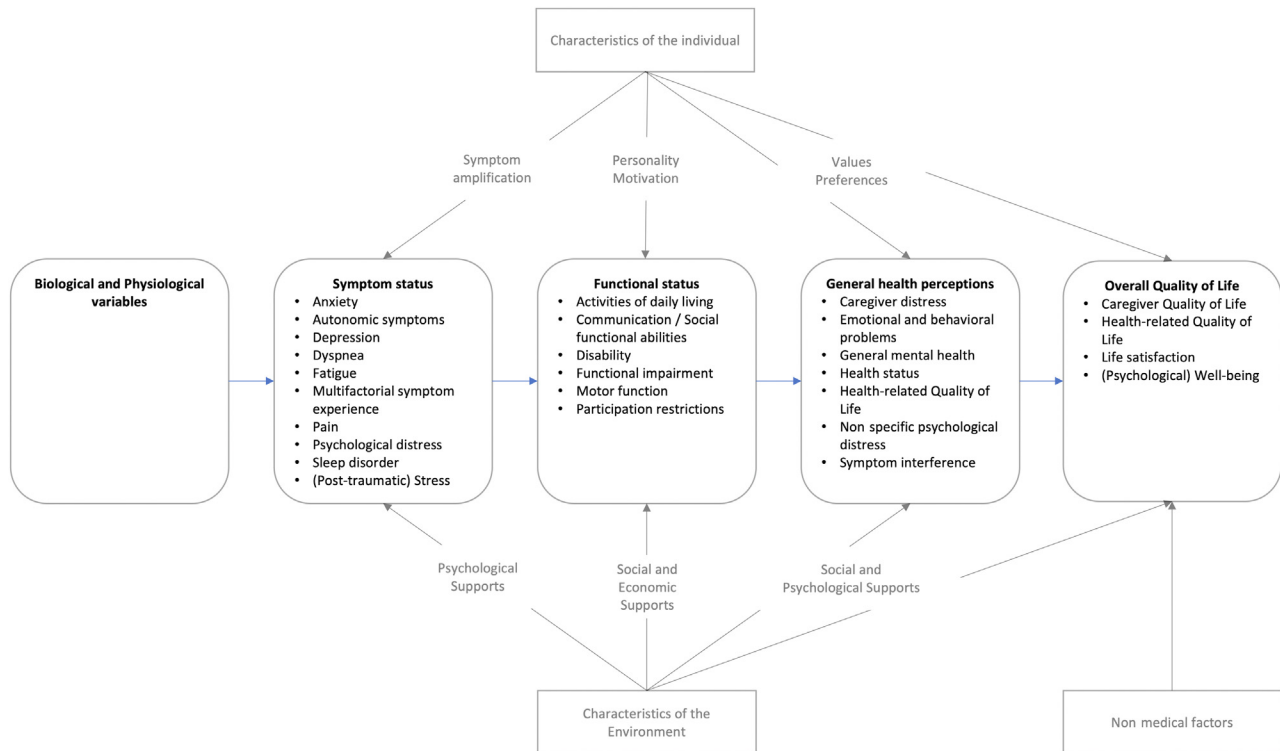 Characteristics of the individual
Symptom
amplification
Personality
Motivation
Values
Preferences
Biological and Physiological
variables
Symptom status
• Anxiety
• Autonomic symptoms
• Depression
• Dyspnea
• Fatigue
• Multifactorial symptom
experience
• Pain
• Psychological distress
• Sleep disorder
• (Post-traumatic) Stress
Functional status
• Activities of daily living
• Communication / Social
functional abilities
• Disability
• Functional impairment
• Motor function
• Participation restrictions
General health perceptions
• Caregiver distress
• Emotional and behavioral
problems
• General mental health
• Health status
• Health-related Quality of
Life
• Non specific psychological
distress
• Symptom interference
Overall Quality of Life
• Caregiver Quality of Life
• Health-related Quality of
Life
• Life satisfaction
• (Psychological) Well-being
Psychological
Supports
Social and
Economic
Supports
Social and
Psychological Supports
Characteristics of the
Environment
Non medical factors